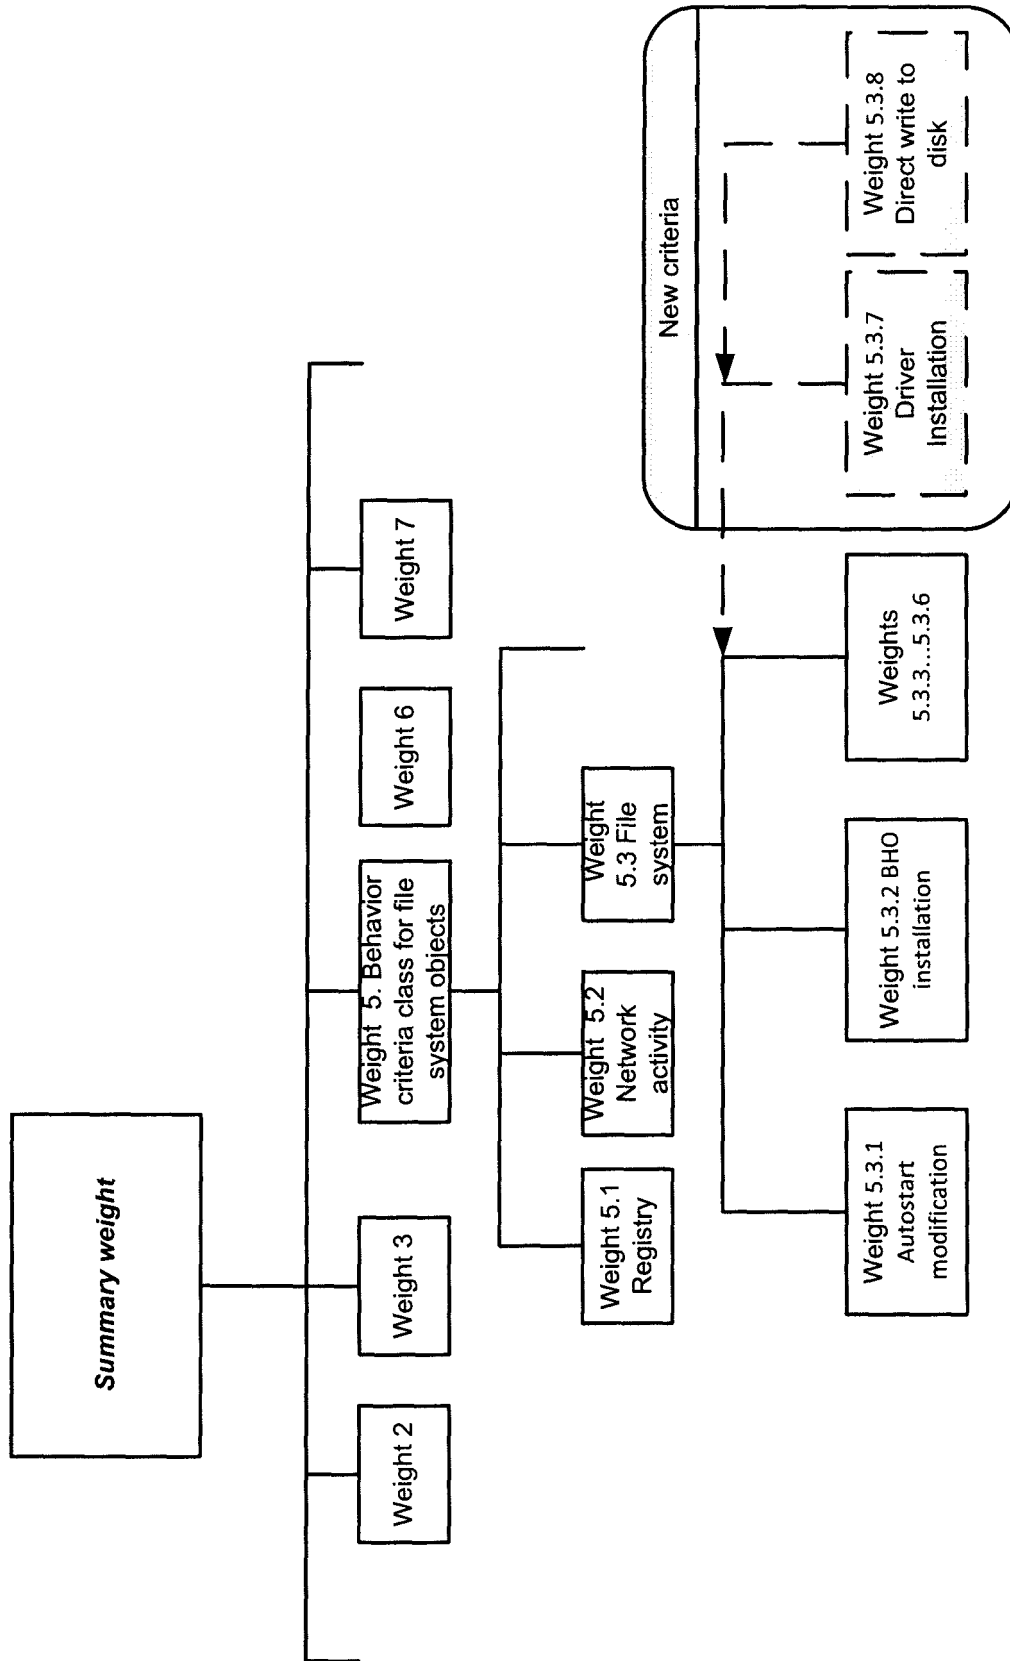 Summary weight
Weight 2
Weight 3
Weight 5. Behavior
criteria class for file
system objects
Weight 6
Weight 7
Weight 5.1
Registry
Weight 5.2
Network
activity
Weight
5.3 File
system
New criteria
Weight 5.3.1
Autostart
modification
Weight 5.3.2 BHO
installation
Weights
5.3.3...5.3.6
Weight 5.3.7
Driver
Installation
Weight 5.3.8
Direct write to
disk